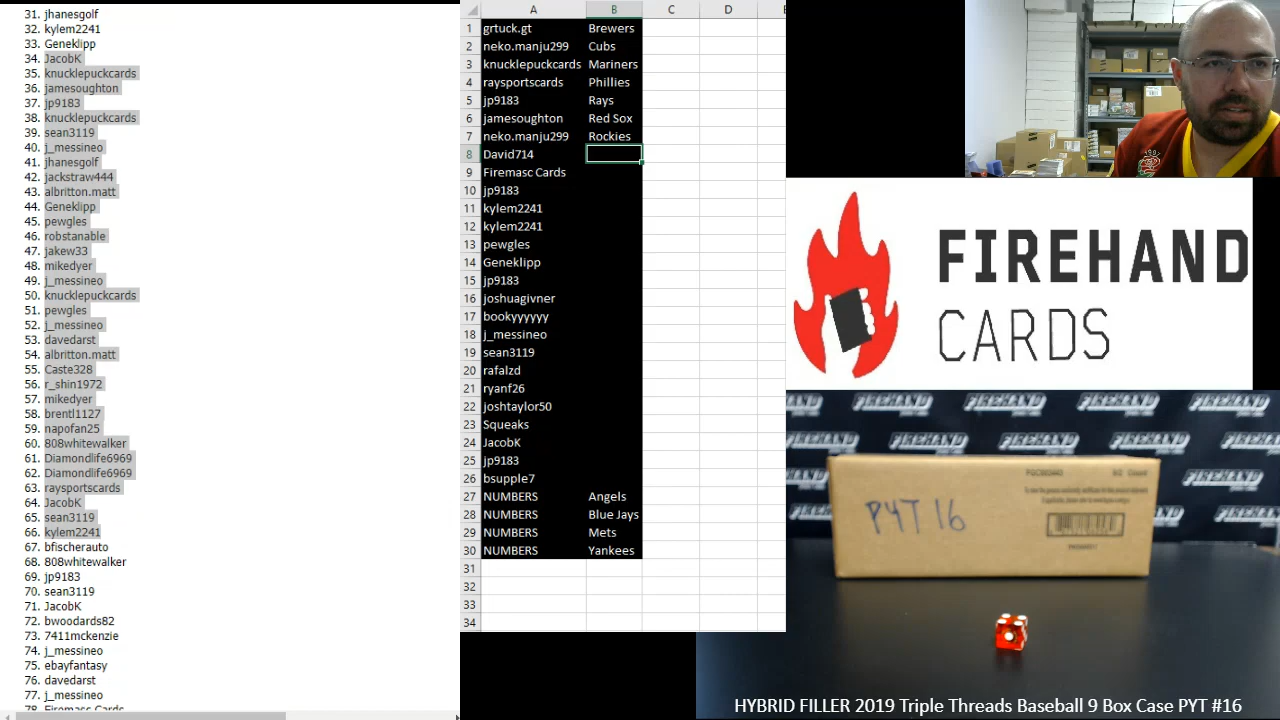 31. jhanesgolf
32. kylem2241
33. Geneklipp
34. JacobK
35. knucklepuckcards
36. jamesoughton
37. jp9183
38. knucklepuckcards
39. sean3119
40. j_messineo
41. jhanesgolf
42. jackstraw444
43. albritton.matt
44. Geneklipp
45. pewgles
46. robstanable
47. jakew33
48. mikedyer
49. j_messineo
50. knucklepuckcards
51. pewgles
52. j_messineo
53. davedarst
54. albritton.matt
55. Caste328
56. r_shin1972
57. mikedyer
58. brentl1127
59. napofan25
60. 808whitewalker
61. Diamondlife6969
62. Diamondlife6969
63. raysportscards
64. JacobK
65. sean3119
66. kylem2241
67. bfischerauto
68. 808whitewalker
69. jp9183
70. sean3119
71. JacobK
72. bwoodards82
73. 7411mckenzie
74. j_messineo
75. ebayfantasy
76. davedarst
77. j_messineo
78. Firemasc Cards
A B C D
1 grtuck.gt Brewers
2 neko.manju299 Cubs
3 knucklepuckcards Mariners
4 raysportscards Phillies
5 jp9183 Rays
6 jamesoughton Red Sox
7 neko.manju299 Rockies
8 David714
9 Firemasc Cards
10 jp9183
11 kylem2241
12 kylem2241
13 pewgles
14 Geneklipp
15 jp9183
16 joshuagivner
17 bookyyyyyy
18 j_messineo
19 sean3119
20 rafalzd
21 ryanf26
22 joshtaylor50
23 Squeaks
24 JacobK
25 jp9183
26 bsupple7
27 NUMBERS Angels
28 NUMBERS Blue Jays
29 NUMBERS Mets
30 NUMBERS Yankees
31
32
33
34
FIREHAND
CARDS
FIREHAND
PYT 16
HYBRID FILLER 2019 Triple Threads Baseball 9 Box Case PYT #16